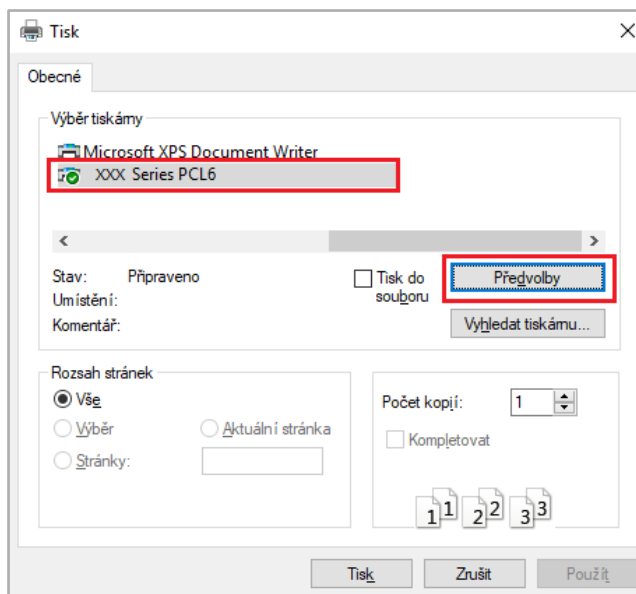 Tisk
Obecné
Výběr tiskárny
Microsoft XPS Document Writer
XXX Series PCL6
Stav: Připraveno
Umístění:
Komentář:
Tisk do souboru
Předvolby
Vyhledat tiskárnu...
Rozsah stránek
Vše
Výběr
Aktuální stránka
Stránky:
Počet kopií: 1
Kompletovat
1 1 2 2 3 3
Tisk
Zrušit
Použít